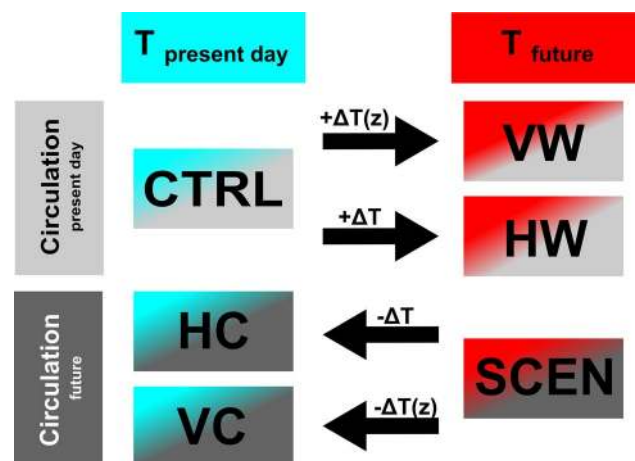 T present day
T future
Circulation
present day
+ΔT(z)
VW
CTRL
+ΔT
HW
Circulation
future
HC
-ΔT
SCEN
VC
-ΔT(z)